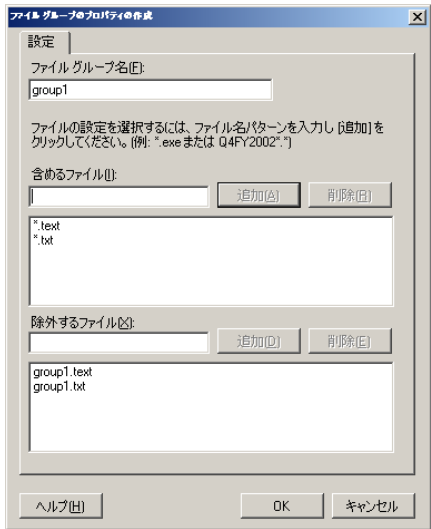 ファイル グループのプロパティの作成
設定
ファイル グループ名(F):
group1
ファイルの設定を選択するには、ファイル名パターンを入力し [追加] を
クリックしてください。(例: *.exe または Q4FY2002*.*)
含めるファイル(I):
追加(A) 削除(R)
*.text
*.txt
除外するファイル(X):
追加(D) 削除(E)
group1.text
group1.txt
ヘルプ(H) OK キャンセル